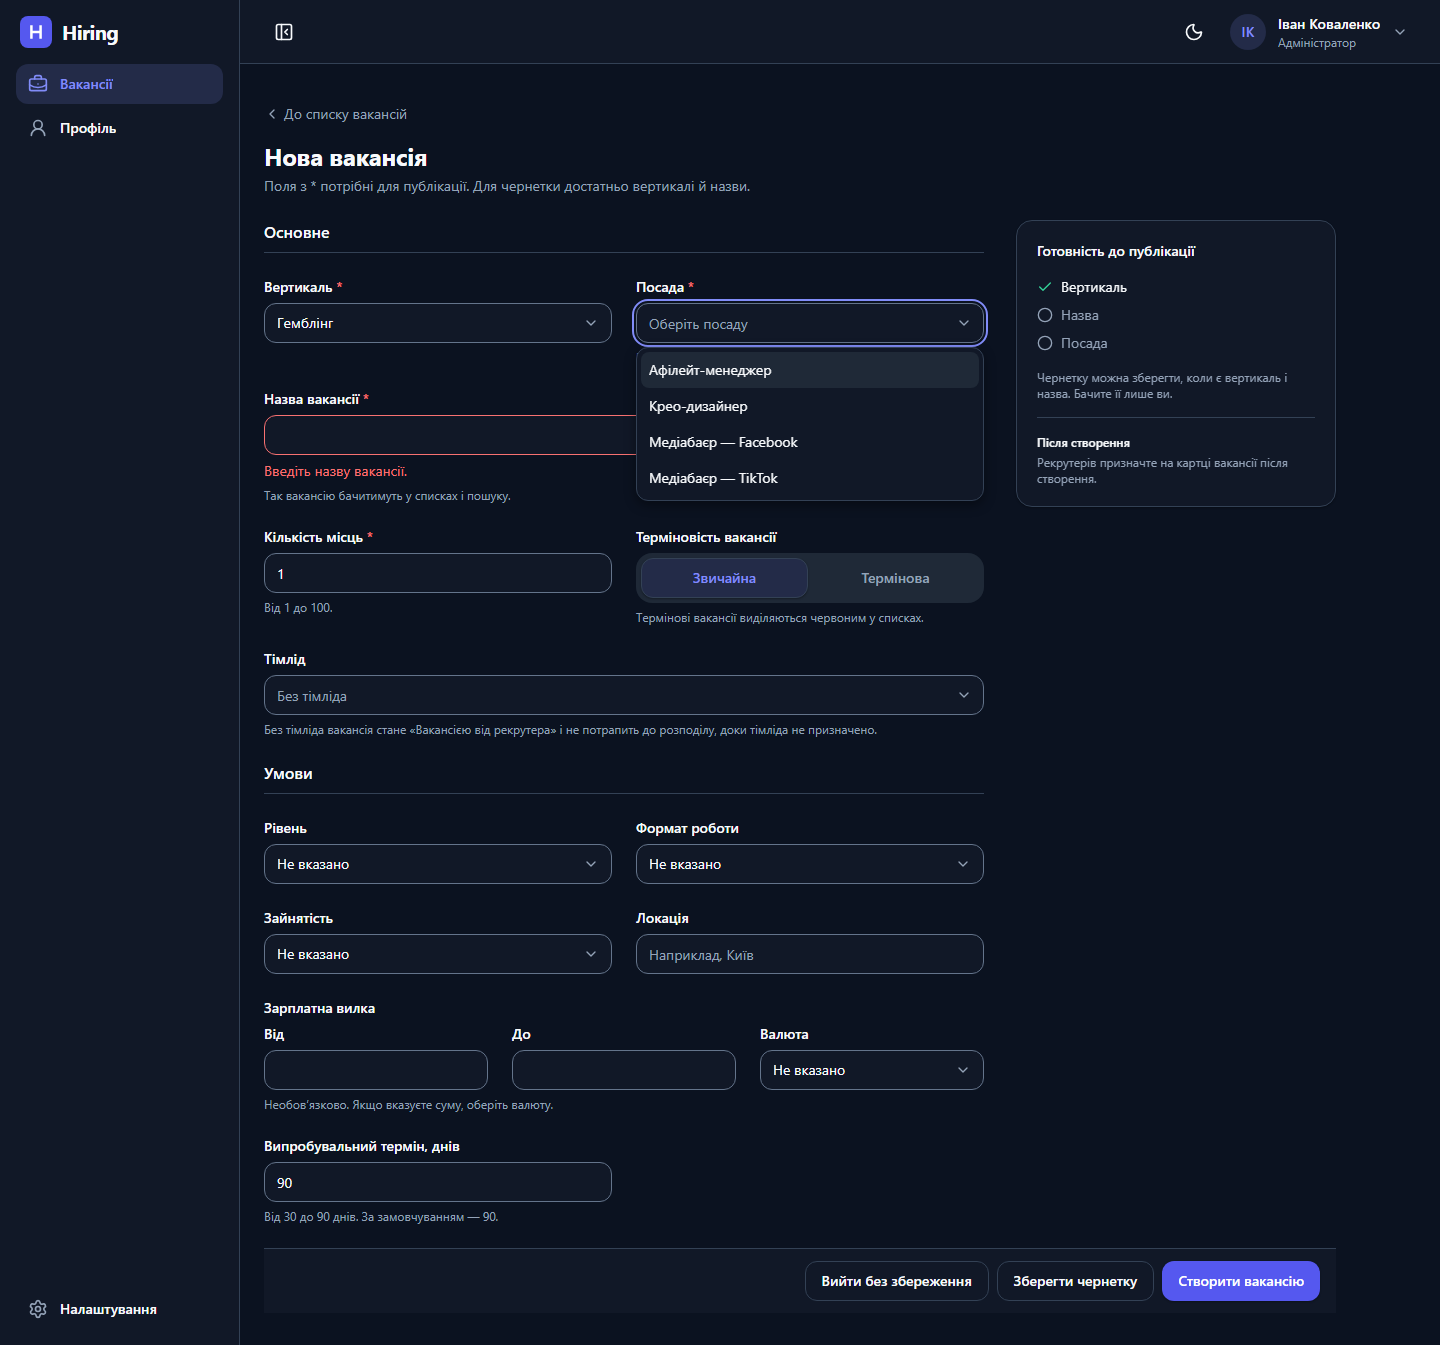 H Hiring
Вакансії
Профіль
Налаштування
ІК
Іван Коваленко
Адміністратор
До списку вакансій
Нова вакансія
Поля з * потрібні для публікації. Для чернетки достатньо вертикалі й назви.
Основне
Вертикаль *
Гемблінг
Посада *
Оберіть посаду
Афілейт-менеджер
Крео-дизайнер
Медіабаєр — Facebook
Медіабаєр — TikTok
Назва вакансії *
Введіть назву вакансії.
Так вакансію бачитимуть у списках і пошуку.
Кількість місць *
1
Від 1 до 100.
Терміновість вакансії
Звичайна
Термінова
Термінові вакансії виділяються червоним у списках.
Тімлід
Без тімліда
Без тімліда вакансія стане «Вакансією від рекрутера» і не потрапить до розподілу, доки тімліда не призначено.
Умови
Рівень
Не вказано
Формат роботи
Не вказано
Зайнятість
Не вказано
Локація
Наприклад, Київ
Зарплатна вилка
Від
До
Валюта
Не вказано
Необов’язково. Якщо вказуєте суму, оберіть валюту.
Випробувальний термін, днів
90
Від 30 до 90 днів. За замовчуванням — 90.
Вийти без збереження
Зберегти чернетку
Створити вакансію
Готовність до публікації
Вертикаль
Назва
Посада
Чернетку можна зберегти, коли є вертикаль і
назва. Бачите її лише ви.
Після створення
Рекрутерів призначте на картці вакансії після
створення.